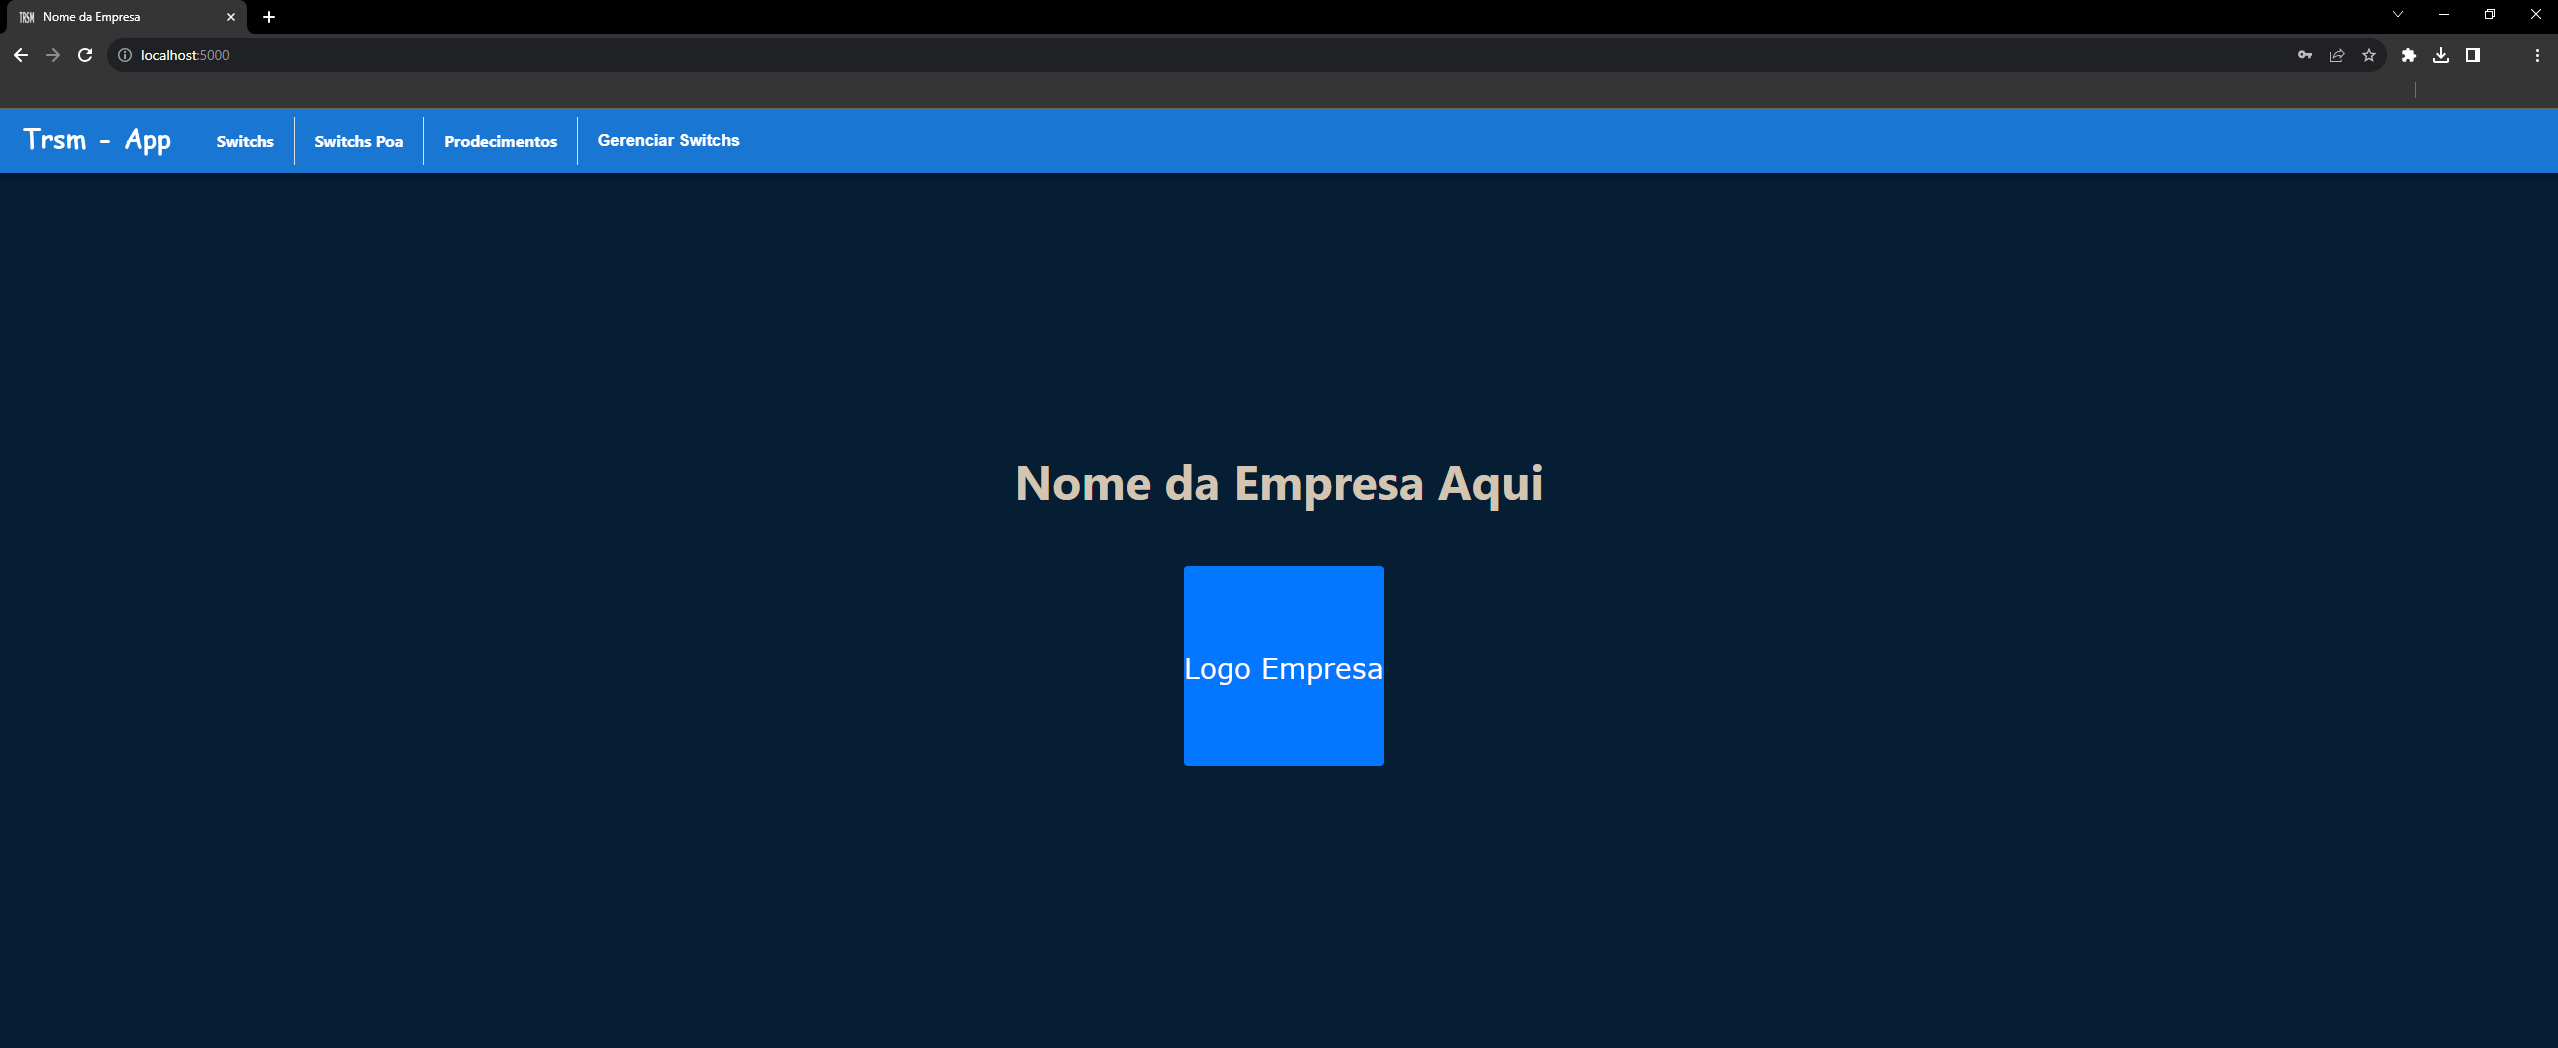 TRSM Nome da Empresa
localhost:5000
Trsm - App Switchs Switchs Poa Prodecimentos Gerenciar Switchs
Nome da Empresa Aqui
Logo Empresa